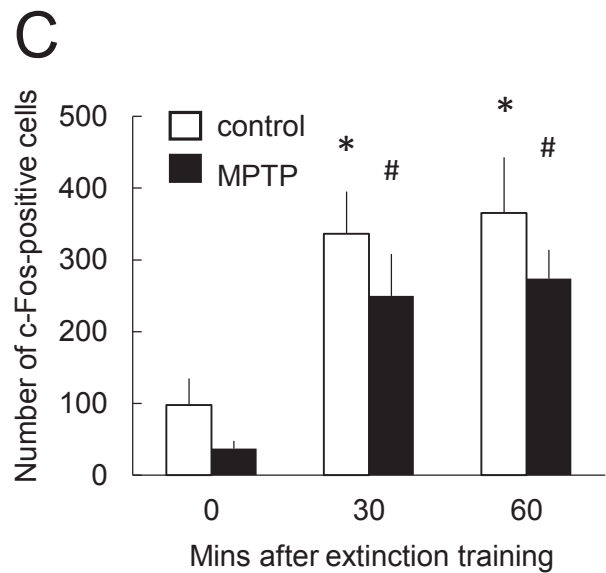 C
Number of c-Fos-positive cells
500
400
300
200
100
0
control
MPTP
*
#
*
#
0 30 60
Mins after extinction training